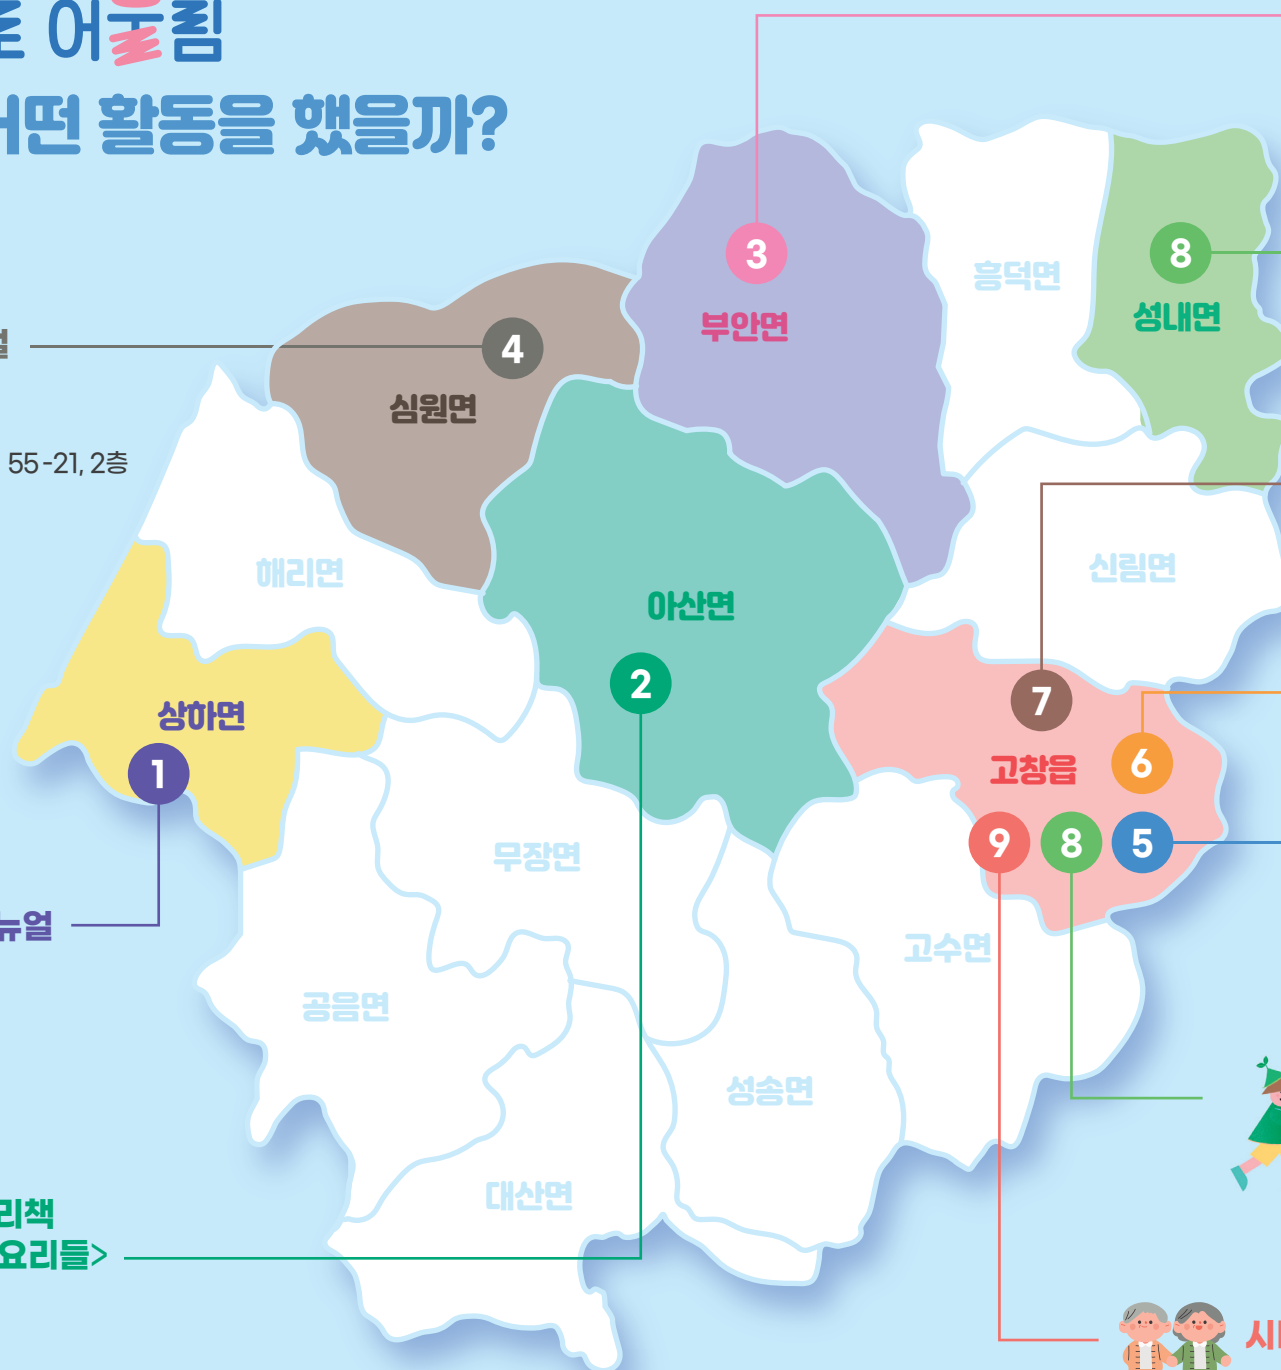 어울림
어떤 활동을 했을까?
3
흥덕면
8
성내면
부안면
4
심원면
55-21, 2층
해리면
신림면
아산면
2
상하면
1
7
고창읍
6
9
8
5
무장면
뉴얼
고수면
공음면
성송면
대산면
리책
요리들>